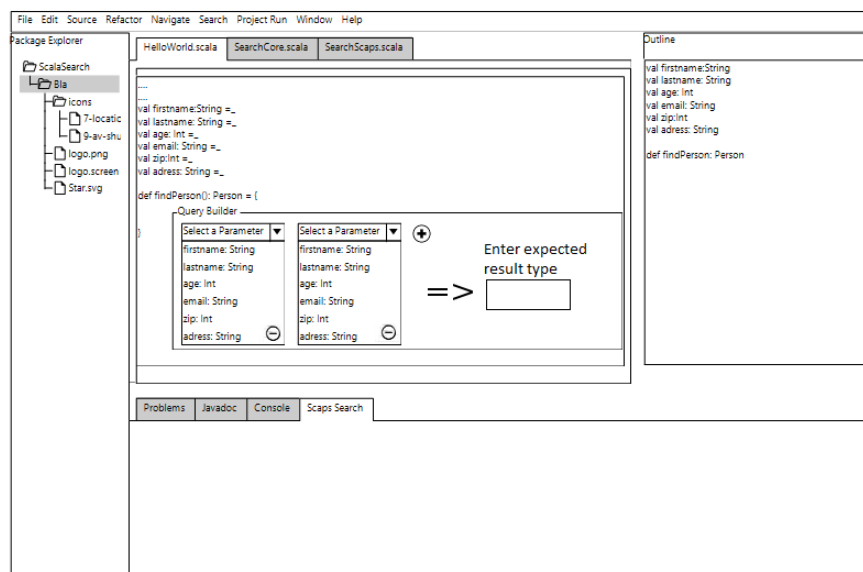 File Edit Source Refactor Navigate Search Project Run Window Help
Package Explorer
ScalaSearch
Bla
icons
7-locatic
9-av-shu
logo.png
logo.screen
Star.svg
HelloWorld.scala SearchCore.scala SearchScaps.scala
....
....
val firstname:String =_
val lastname: String =_
val age: Int =_
val email: String =_
val zip:Int =_
val adress: String =_
def findPerson(): Person = {
}
Query Builder
Select a Parameter
firstname: String
lastname: String
age: Int
email: String
zip: Int
adress: String
Select a Parameter
firstname: String
lastname: String
age: Int
email: String
zip: Int
adress: String
=>
Enter expected
result type
Outline
val firstname:String
val lastname: String
val age: Int
val email: String
val zip:Int
val adress: String
def findPerson: Person
Problems Javadoc Console Scaps Search